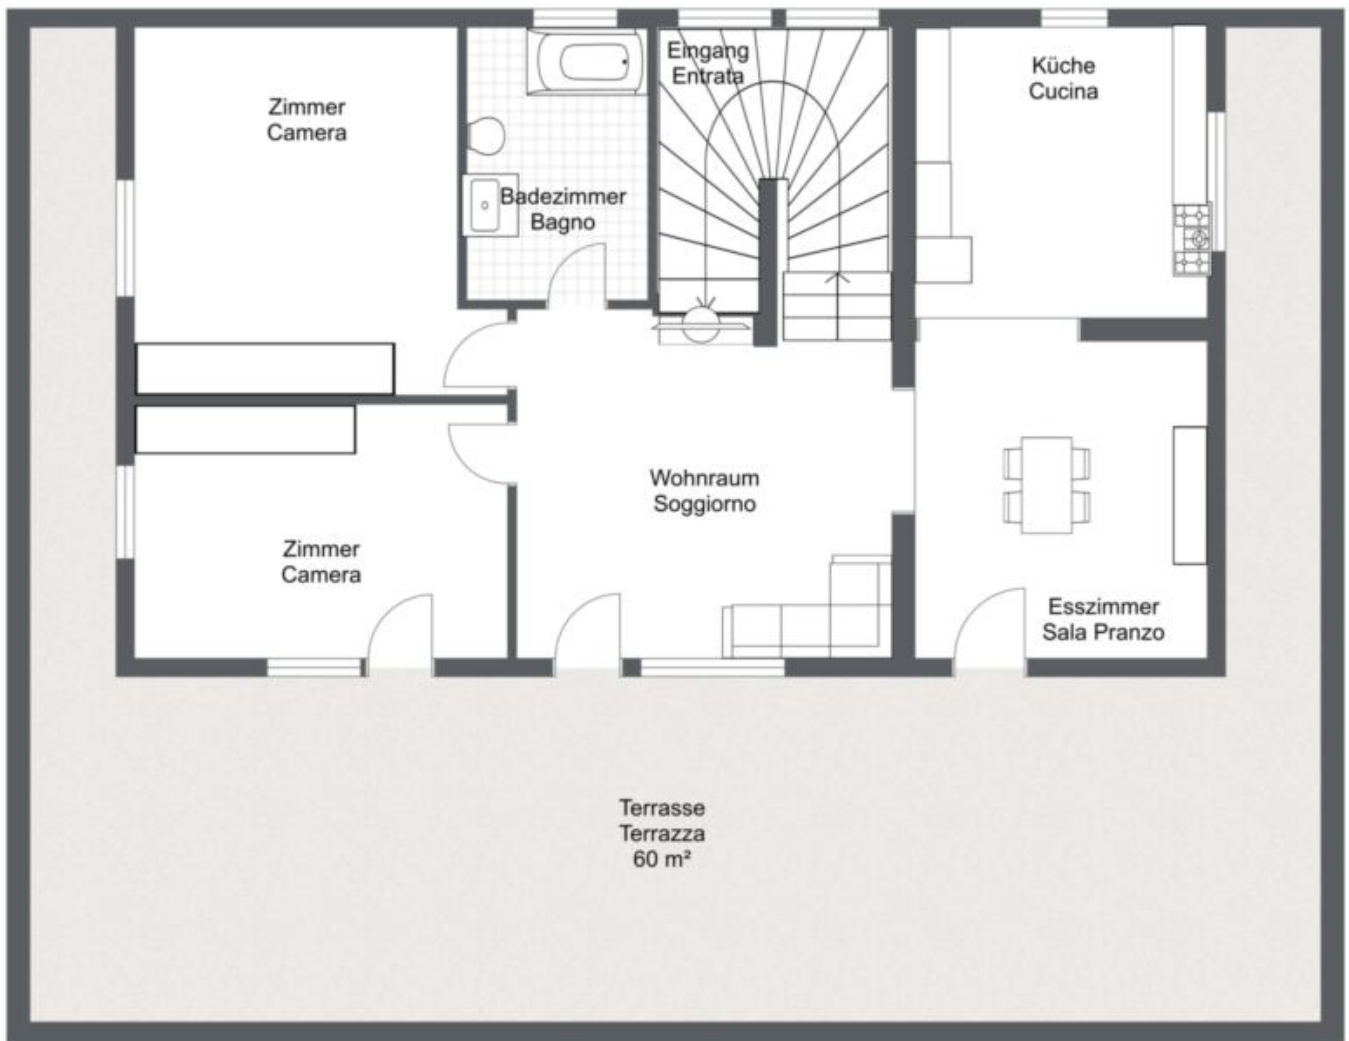 Eingang
Entrata
Küche
Cucina
Zimmer
Camera
Badezimmer
Bagno
Wohnraum
Soggiorno
Zimmer
Camera
Esszimmer
Sala Pranzo
Terrasse
Terrazza
60 m²